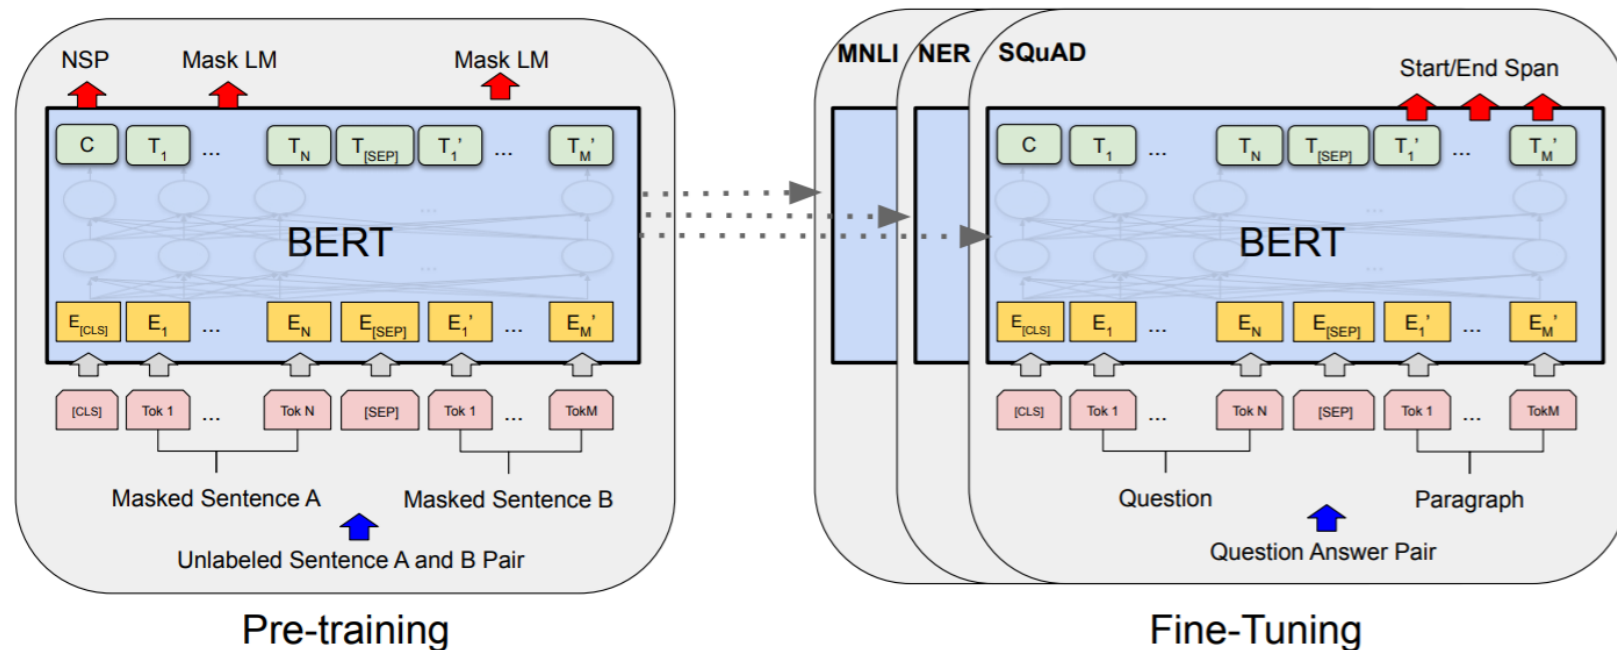 NSP Mask LM Mask LM
C T1 ... TN T[SEP] T1' ... TM'
...
BERT
...
E[CLS] E1 ... EN E[SEP] E1' ... EM'
[CLS] Tok 1 ... Tok N [SEP] Tok 1 ... TokM
Masked Sentence A Masked Sentence B
Unlabeled Sentence A and B Pair
Pre-training
MNLI NER SQuAD
Start/End Span
C T1 ... TN T[SEP] T1' ... TM'
...
BERT
...
E[CLS] E1 ... EN E[SEP] E1' ... EM'
[CLS] Tok 1 ... Tok N [SEP] Tok 1 ... TokM
Question Paragraph
Question Answer Pair
Fine-Tuning